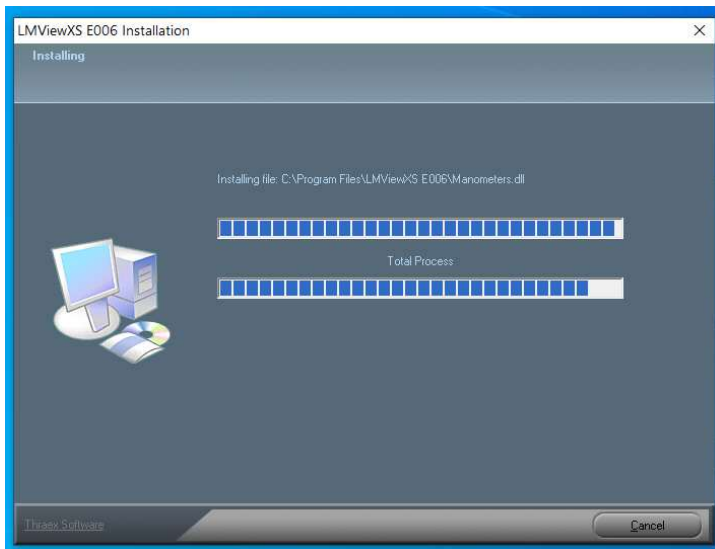 LMViewXS E006 Installation
Installing
Installing file: C:\Program Files\LMViewXS E006\Manometers.dll
Total Process
Thraex Software
Cancel